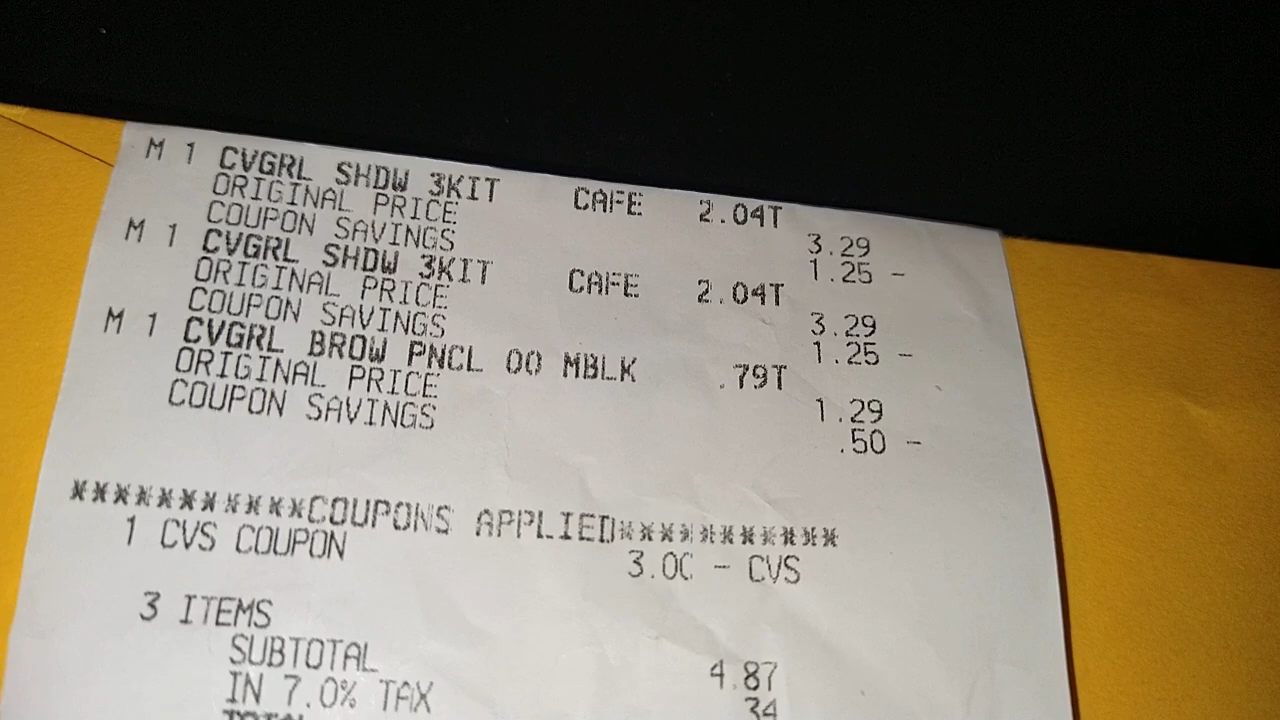 M 1 CVGRL SHDW 3KIT CAFE 2.04T
ORIGINAL PRICE 3.29
COUPON SAVINGS 1.25 -
M 1 CVGRL SHDW 3KIT CAFE 2.04T
ORIGINAL PRICE 3.29
COUPON SAVINGS 1.25 -
M 1 CVGRL BROW PNCL 00 MBLK .79T
ORIGINAL PRICE 1.29
COUPON SAVINGS .50 -
***********COUPONS APPLIED***********
1 CVS COUPON 3.00 - CVS
3 ITEMS
SUBTOTAL 4.87
IN 7.0% TAX 34
TOTAL